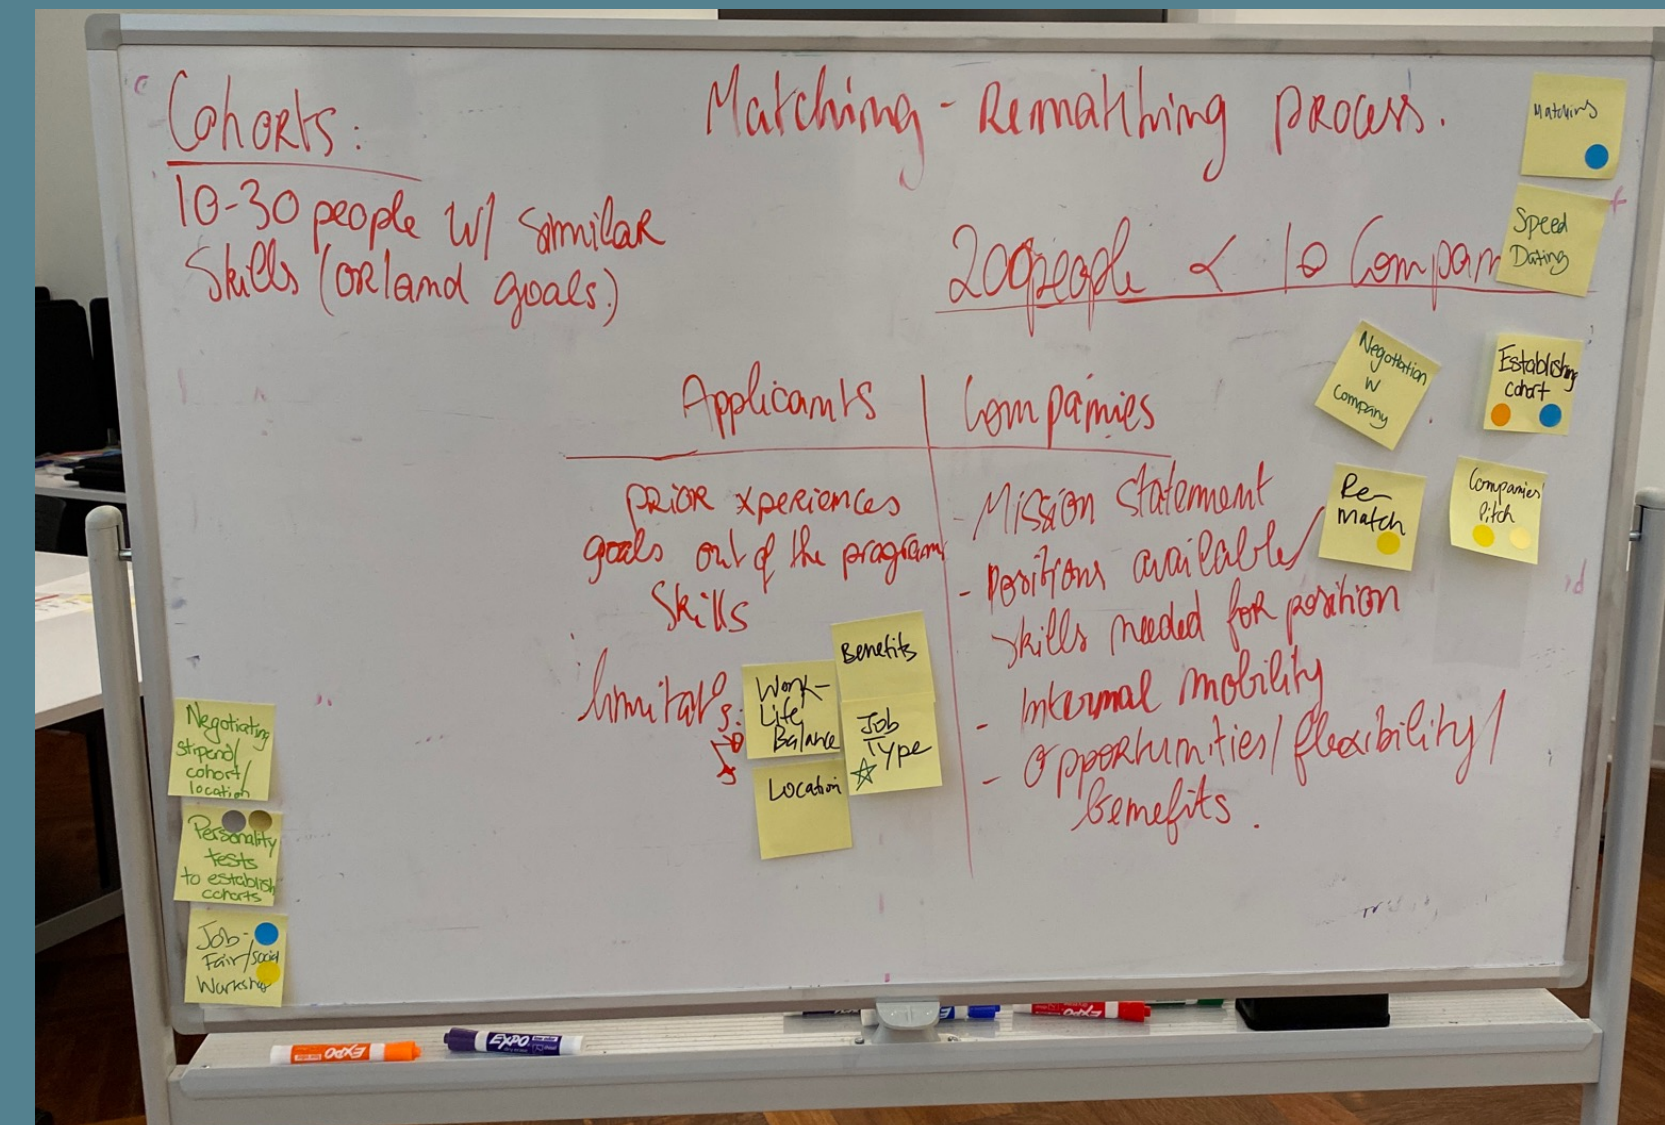 Cohorts:
10-30 people w/ similar
skills (or/and goals.)
Matching - Rematching process.
200people < 10 Compan
Matching
Speed
Dating
Negotiation
w
company
Establishing
cohort
Re-
match
Companies'
Pitch
Applicants | Companies
prior xperiences
goals out of the program
Skills
Work-
Life
Balance
Benefits
Job
Type
Location
- Mission statement
- positions available/
skills needed for position
- Internal mobility
- Opportunities/flexibility/
benefits.
Negotiating
stipend/
cohort/
location
Personality
tests
to establish
cohorts
Job-
Fair/social
Workshop
EXPO
EXPO
EXPO